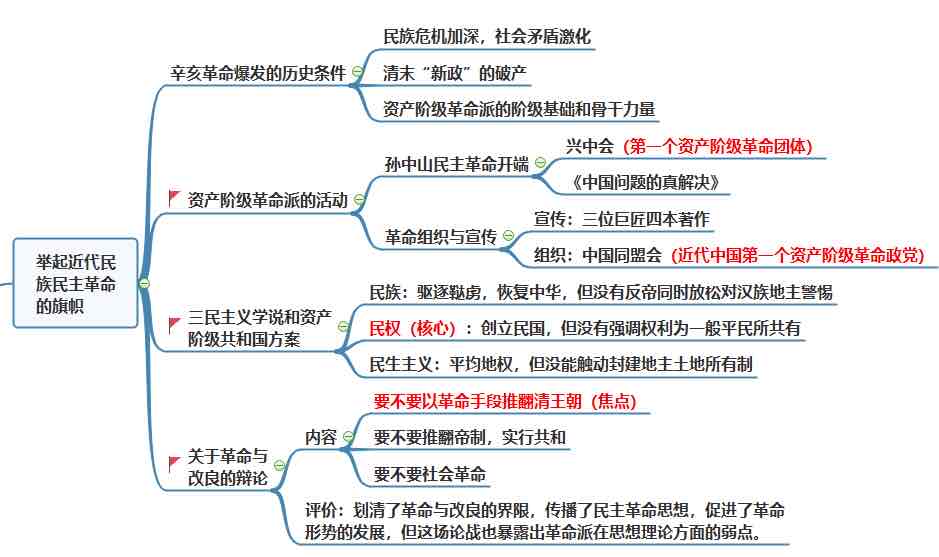 民族危机加深，社会矛盾激化
辛亥革命爆发的历史条件
清末“新政”的破产
资产阶级革命派的阶级基础和骨干力量
孙中山民主革命开端
兴中会（第一个资产阶级革命团体）
《中国问题的真解决》
资产阶级革命派的活动
革命组织与宣传
宣传：三位巨匠四本著作
组织：中国同盟会（近代中国第一个资产阶级革命政党）
举起近代民
族民主革命
的旗帜
三民主义学说和资产
阶级共和国方案
民族：驱逐鞑虏，恢复中华，但没有反帝同时放松对汉族地主警惕
民权（核心）：创立民国，但没有强调权利为一般平民所共有
民生主义：平均地权，但没能触动封建地主土地所有制
关于革命与
改良的辩论
内容
要不要以革命手段推翻清王朝（焦点）
要不要推翻帝制，实行共和
要不要社会革命
评价：划清了革命与改良的界限，传播了民主革命思想，促进了革命
形势的发展，但这场论战也暴露出革命派在思想理论方面的弱点。